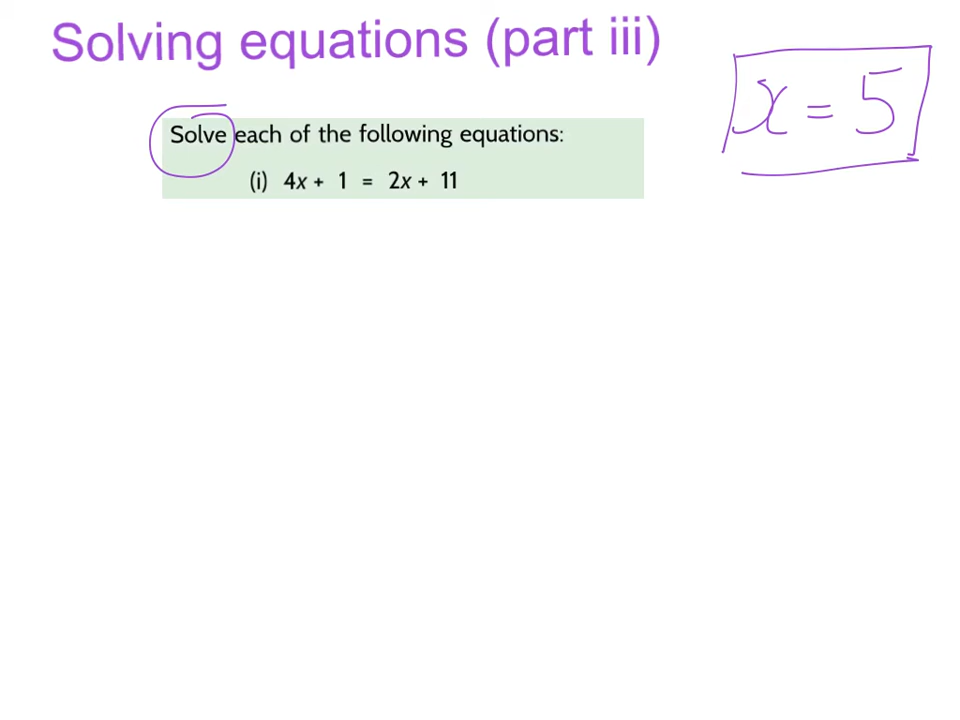 Solving equations (part iii)
x = 5
Solve each of the following equations:
(i) 4x + 1 = 2x + 11